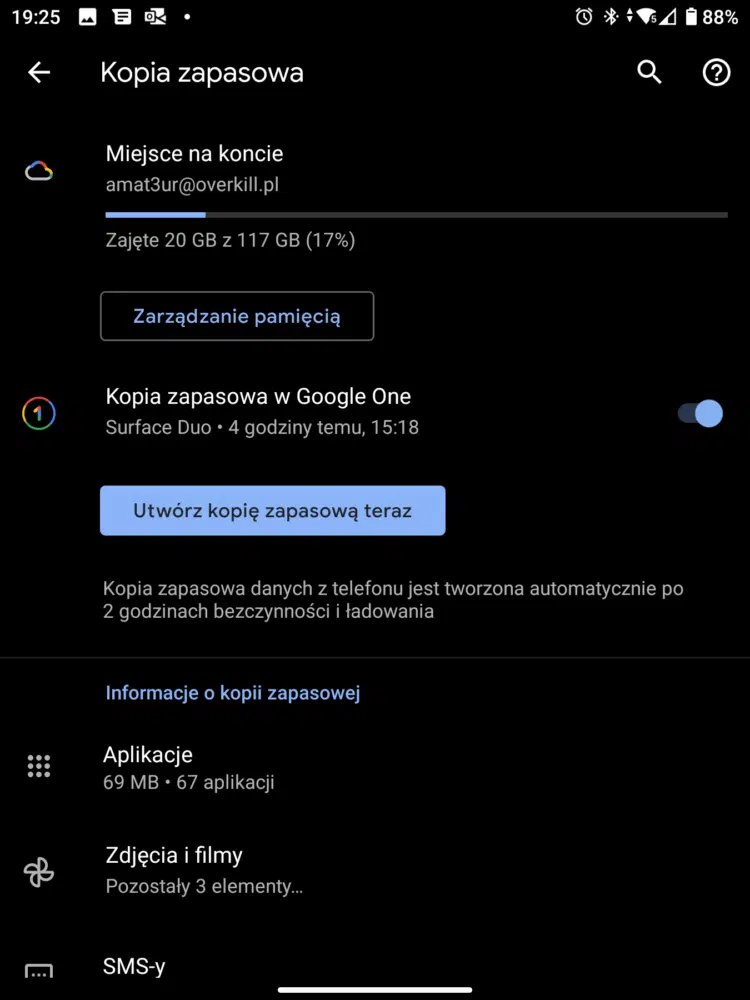 19:25
88%
Kopia zapasowa
Miejsce na koncie
amat3ur@overkill.pl
Zajęte 20 GB z 117 GB (17%)
Zarządzanie pamięcią
1
Kopia zapasowa w Google One
Surface Duo • 4 godziny temu, 15:18
Utwórz kopię zapasową teraz
Kopia zapasowa danych z telefonu jest tworzona automatycznie po
2 godzinach bezczynności i ładowania
Informacje o kopii zapasowej
Aplikacje
69 MB • 67 aplikacji
Zdjęcia i filmy
Pozostały 3 elementy...
SMS-y